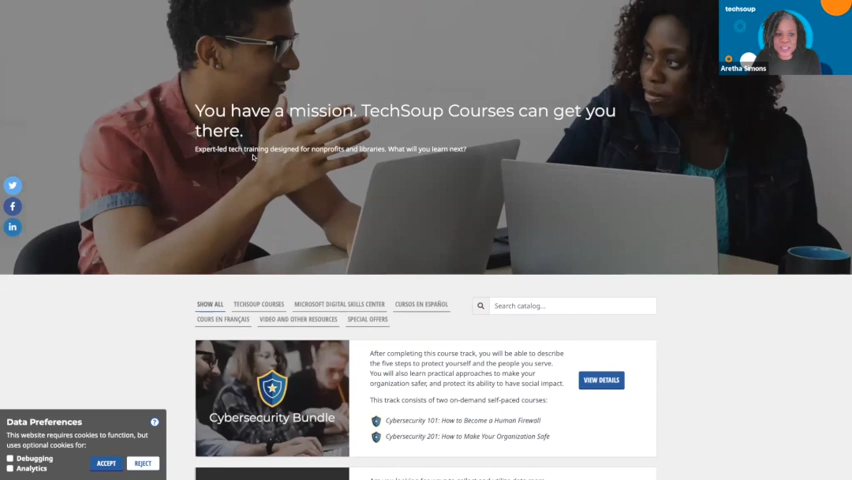 techsoup
Aretha Simons
You have a mission. TechSoup Courses can get you
there.
Expert-led tech training designed for nonprofits and libraries. What will you learn next?
SHOW ALL
TECHSOUP COURSES
MICROSOFT DIGITAL SKILLS CENTER
CURSOS EN ESPAÑOL
COURS EN FRANÇAIS
VIDEO AND OTHER RESOURCES
SPECIAL OFFERS
Search catalog...
Cybersecurity Bundle
After completing this course track, you will be able to describe
the five steps to protect yourself and the people you serve.
You will also learn practical approaches to make your
organization safer, and protect its ability to have social impact.
This track consists of two on-demand self-paced courses:
Cybersecurity 101: How to Become a Human Firewall
Cybersecurity 201: How to Make Your Organization Safe
VIEW DETAILS
Data Preferences
?
This website requires cookies to function, but
uses optional cookies for:
Debugging
Analytics
ACCEPT
REJECT